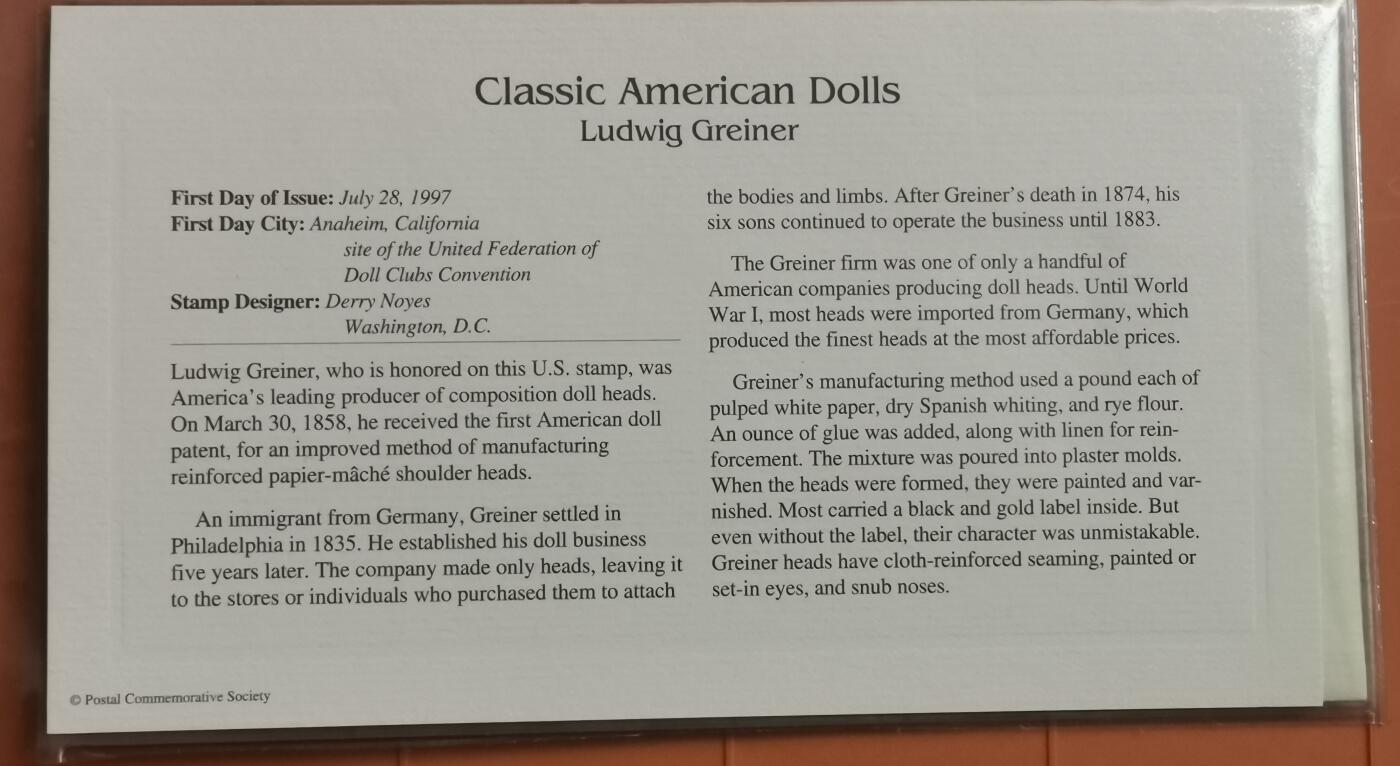 Classic American Dolls
Ludwig Greiner
First Day of Issue: July 28, 1997
First Day City: Anaheim, California
site of the United Federation of
Doll Clubs Convention
Stamp Designer: Derry Noyes
Washington, D.C.
Ludwig Greiner, who is honored on this U.S. stamp, was
America's leading producer of composition doll heads.
On March 30, 1858, he received the first American doll
patent, for an improved method of manufacturing
reinforced papier-mâché shoulder heads.
An immigrant from Germany, Greiner settled in
Philadelphia in 1835. He established his doll business
five years later. The company made only heads, leaving it
to the stores or individuals who purchased them to attach
the bodies and limbs. After Greiner's death in 1874, his
six sons continued to operate the business until 1883.
The Greiner firm was one of only a handful of
American companies producing doll heads. Until World
War I, most heads were imported from Germany, which
produced the finest heads at the most affordable prices.
Greiner's manufacturing method used a pound each of
pulped white paper, dry Spanish whiting, and rye flour.
An ounce of glue was added, along with linen for rein-
forcement. The mixture was poured into plaster molds.
When the heads were formed, they were painted and var-
nished. Most carried a black and gold label inside. But
even without the label, their character was unmistakable.
Greiner heads have cloth-reinforced seaming, painted or
set-in eyes, and snub noses.
© Postal Commemorative Society